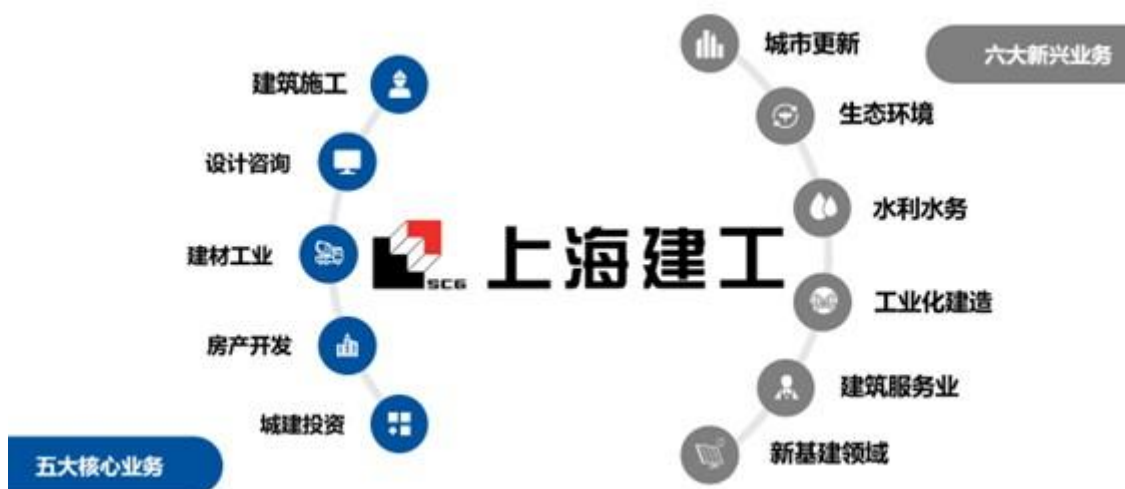 建筑施工
设计咨询
建材工业
房产开发
城建投资
五大核心业务
SCG
上海建工
六大新兴业务
城市更新
生态环境
水利水务
工业化建造
建筑服务业
新基建领域